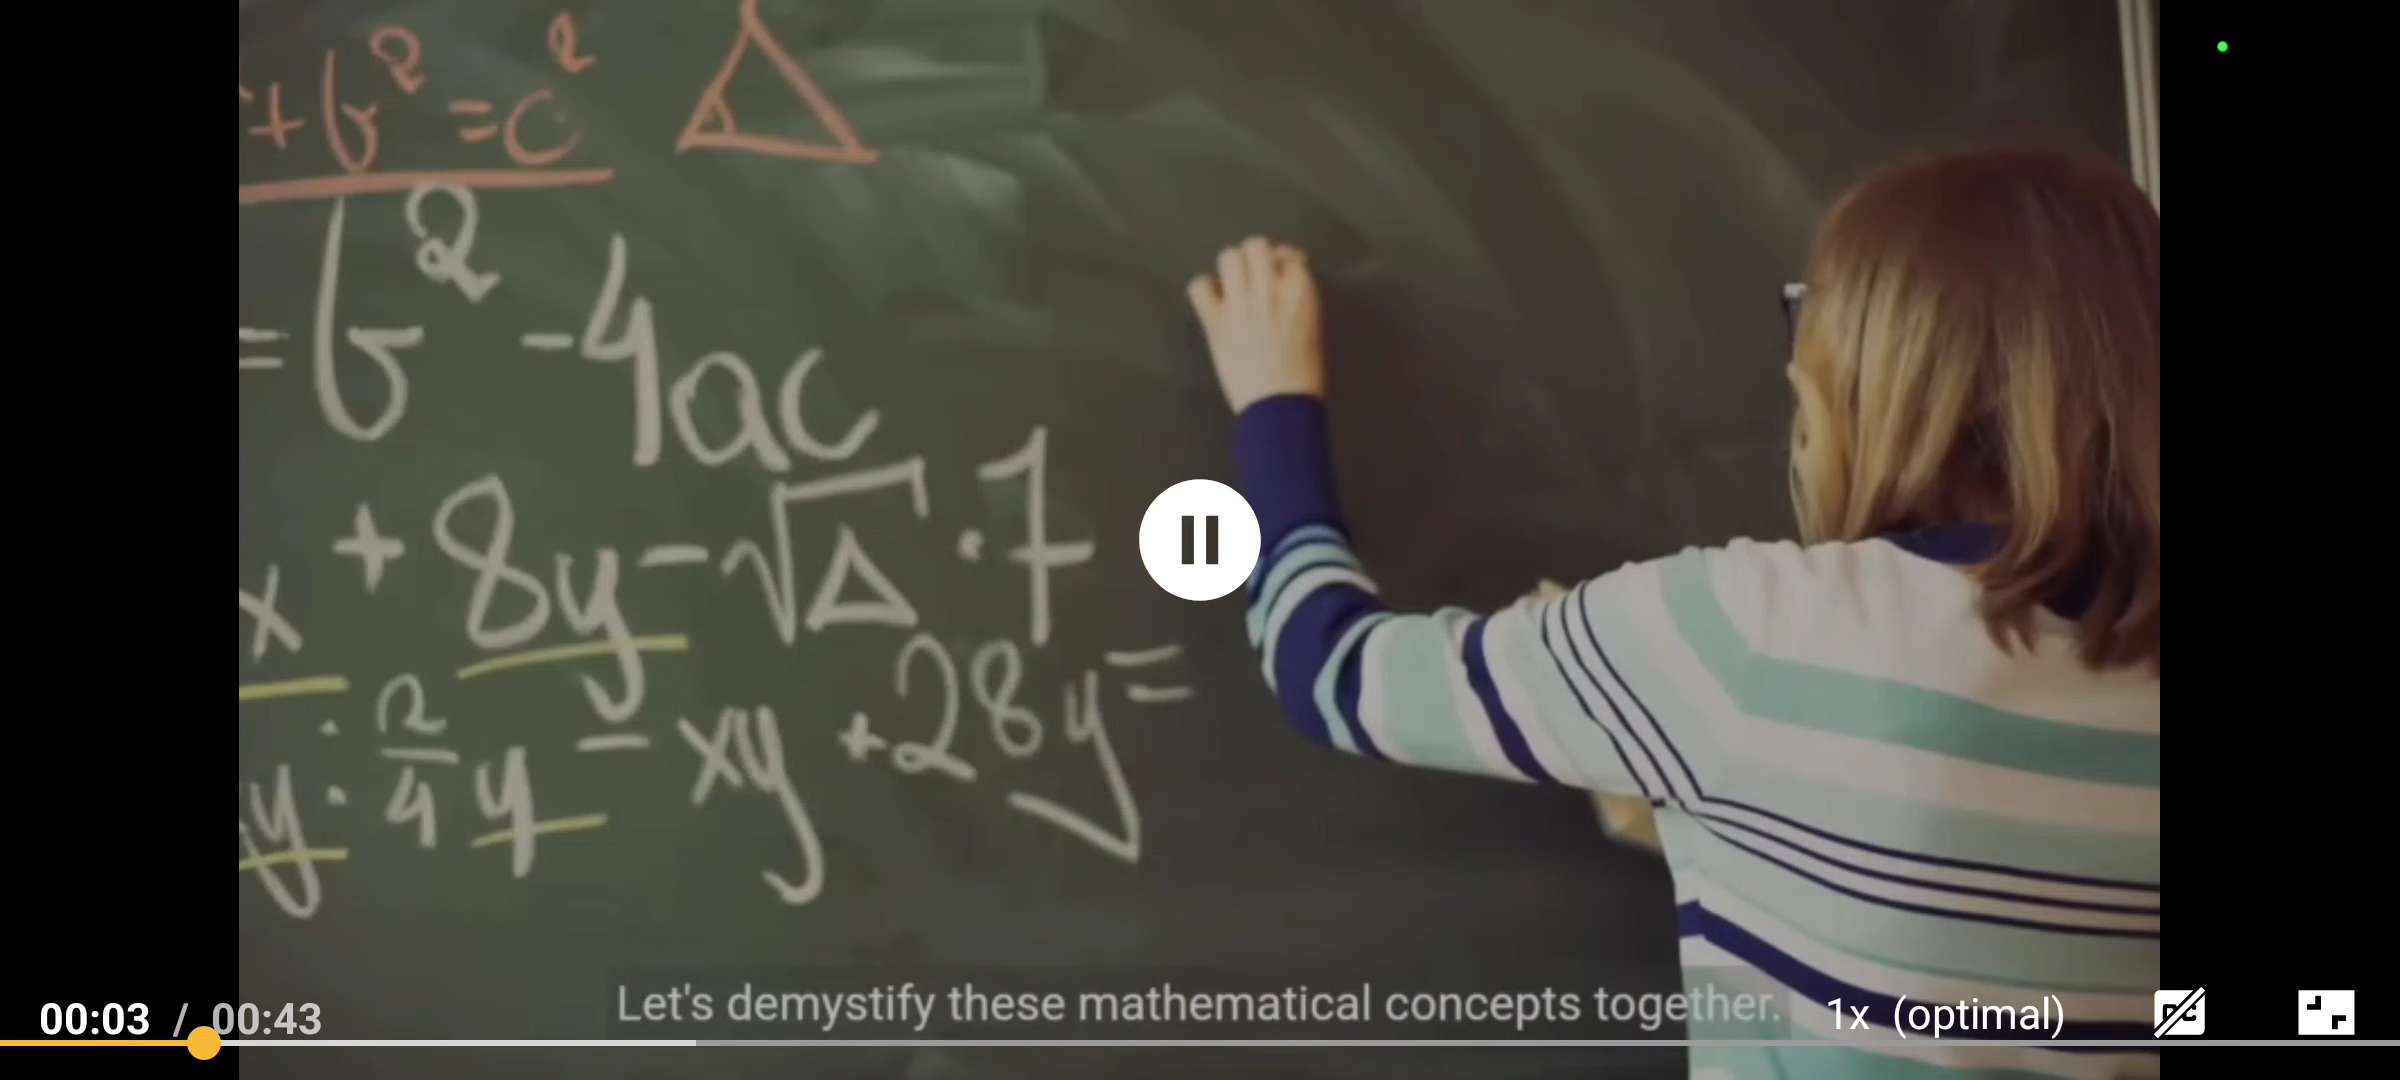 + b² = c²
= b² - 4ac
x + 8y - √Δ · 7
y : 2/4 y - xy + 28y =
Let's demystify these mathematical concepts together.
00:03 / 00:43
1x (optimal)